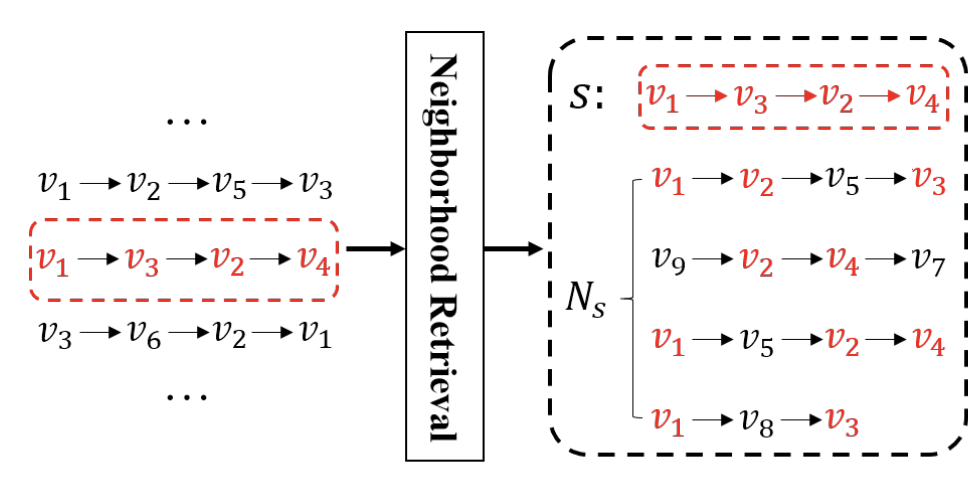 ...
v₁ → v₂ → v₅ → v₃
v₁ → v₃ → v₂ → v₄
v₃ → v₆ → v₂ → v₁
...
Neighborhood Retrieval
s: v₁ → v₃ → v₂ → v₄
Nₛ
v₁ → v₂ → v₅ → v₃
v₉ → v₂ → v₄ → v₇
v₁ → v₅ → v₂ → v₄
v₁ → v₈ → v₃